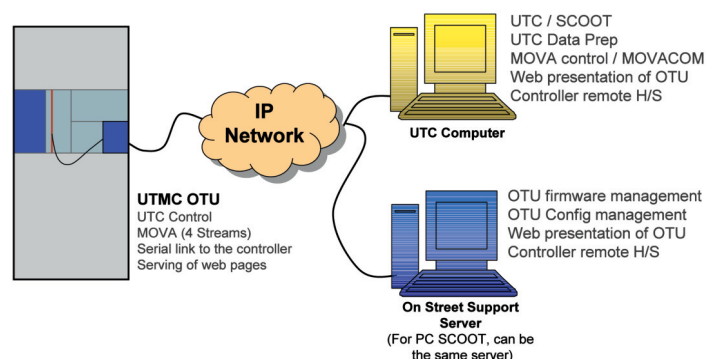 UTMC OTU
UTC Control
MOVA (4 Streams)
Serial link to the controller
Serving of web pages
IP
Network
UTC / SCOOT
UTC Data Prep
MOVA control / MOVACOM
Web presentation of OTU
Controller remote H/S
UTC Computer
OTU firmware management
OTU Config management
Web presentation of OTU
Controller remote H/S
On Street Support
Server
(For PC SCOOT, can be
the same server)